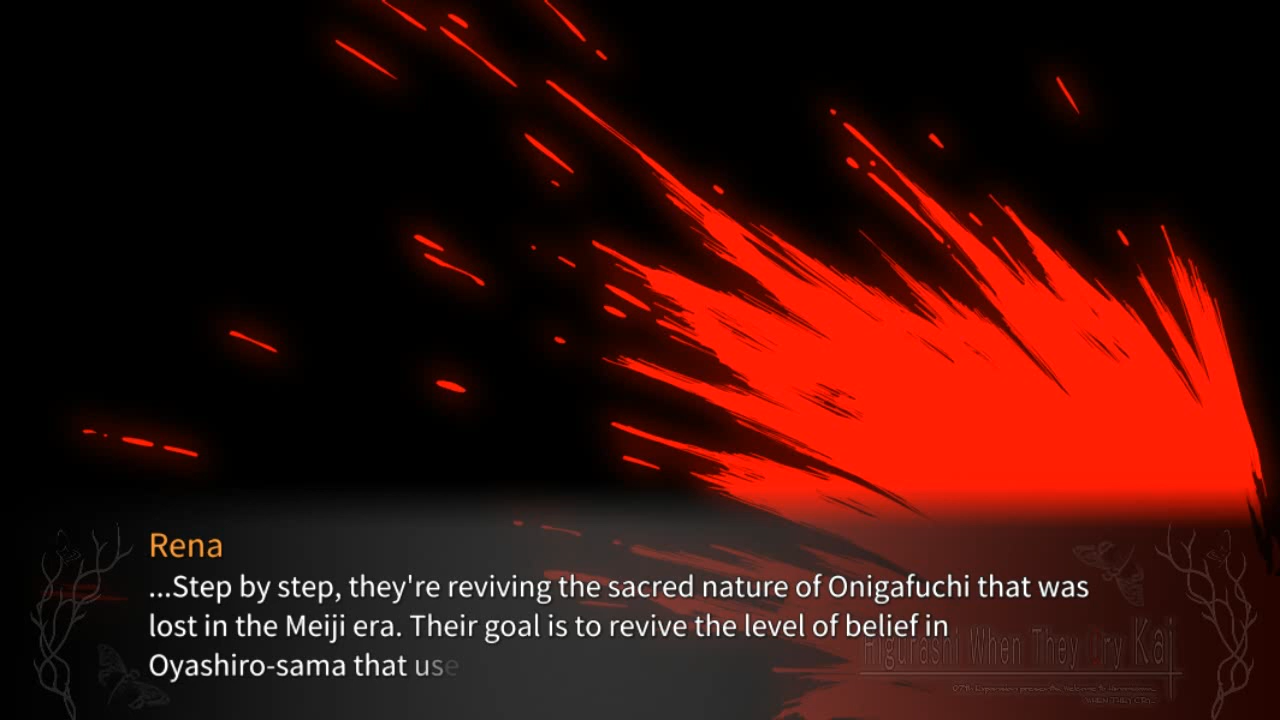 Rena
...Step by step, they're reviving the sacred nature of Onigafuchi that was
lost in the Meiji era. Their goal is to revive the level of belief in
Oyashiro-sama that use
Higurashi When They Cry Kai